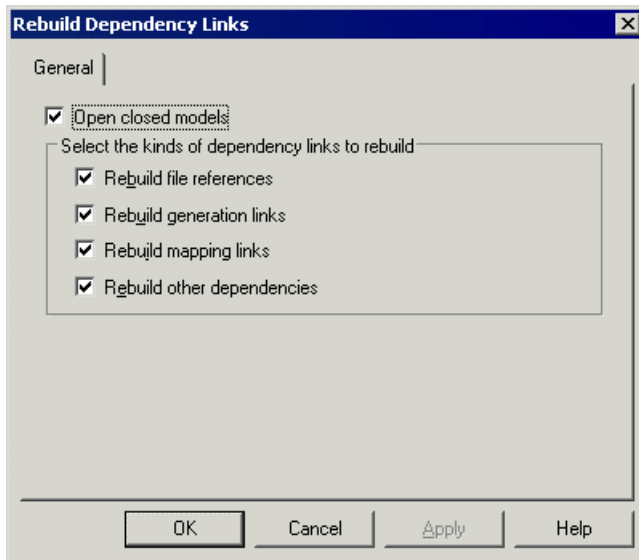 Rebuild Dependency Links
General
Open closed models
Select the kinds of dependency links to rebuild
Rebuild file references
Rebuild generation links
Rebuild mapping links
Rebuild other dependencies
OK Cancel Apply Help